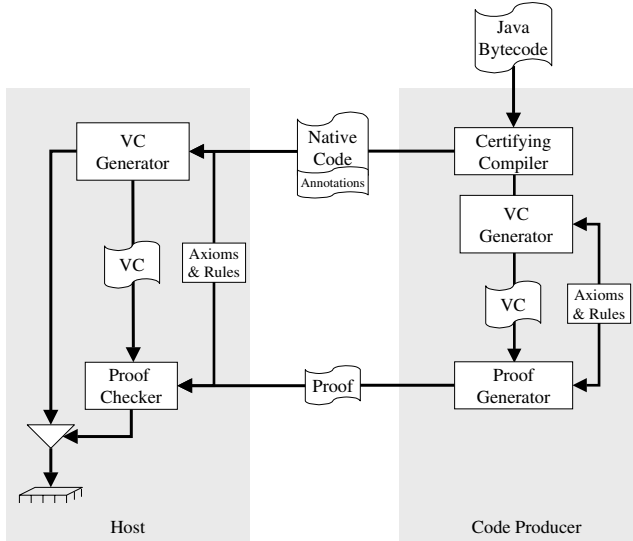 Java
Bytecode
VC
Generator
Native
Code
Annotations
Certifying
Compiler
VC
Generator
VC
Axioms
& Rules
VC
Axioms
& Rules
Proof
Checker
Proof
Proof
Generator
Host
Code Producer